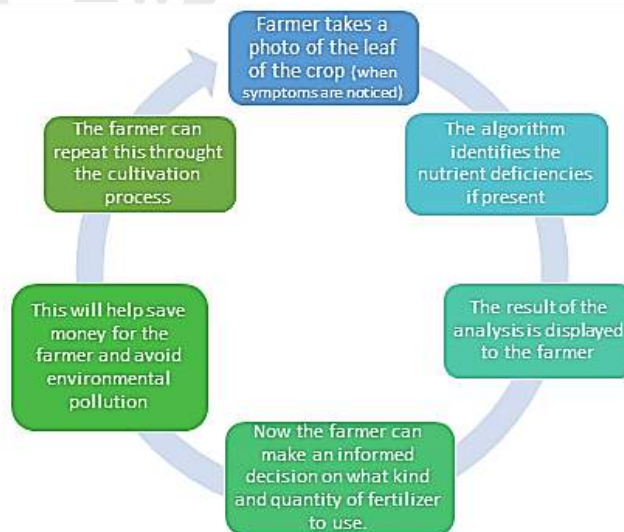 Farmer takes a
photo of the leaf
of the crop (when
symptoms are noticed)
The algorithm
identifies the
nutrient deficiencies
if present
The result of the
analysis is displayed
to the farmer
Now the farmer can
make an informed
decision on what kind
and quantity of fertilizer
to use.
This will help save
money for the
farmer and avoid
environmental
pollution
The farmer can
repeat this throught
the cultivation
process